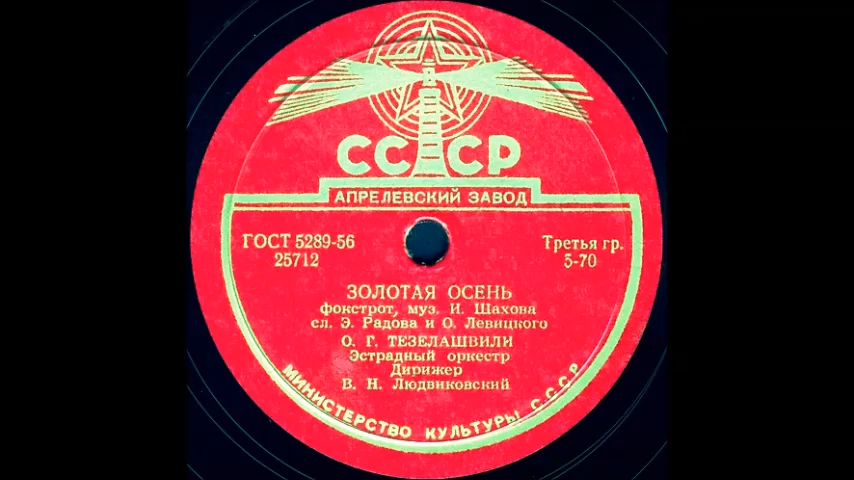 СССР
АПРЕЛЕВСКИЙ ЗАВОД
ГОСТ 5289-56
25712
Третья гр.
5-70
ЗОЛОТАЯ ОСЕНЬ
фокстрот, муз. И. Шахова
сл. Э. Радова и О. Левицкого
О. Г. ТЕЗЕЛАШВИЛИ
Эстрадный оркестр
Дирижер
В. Н. Людвиковский
МИНИСТЕРСТВО КУЛЬТУРЫ СССР